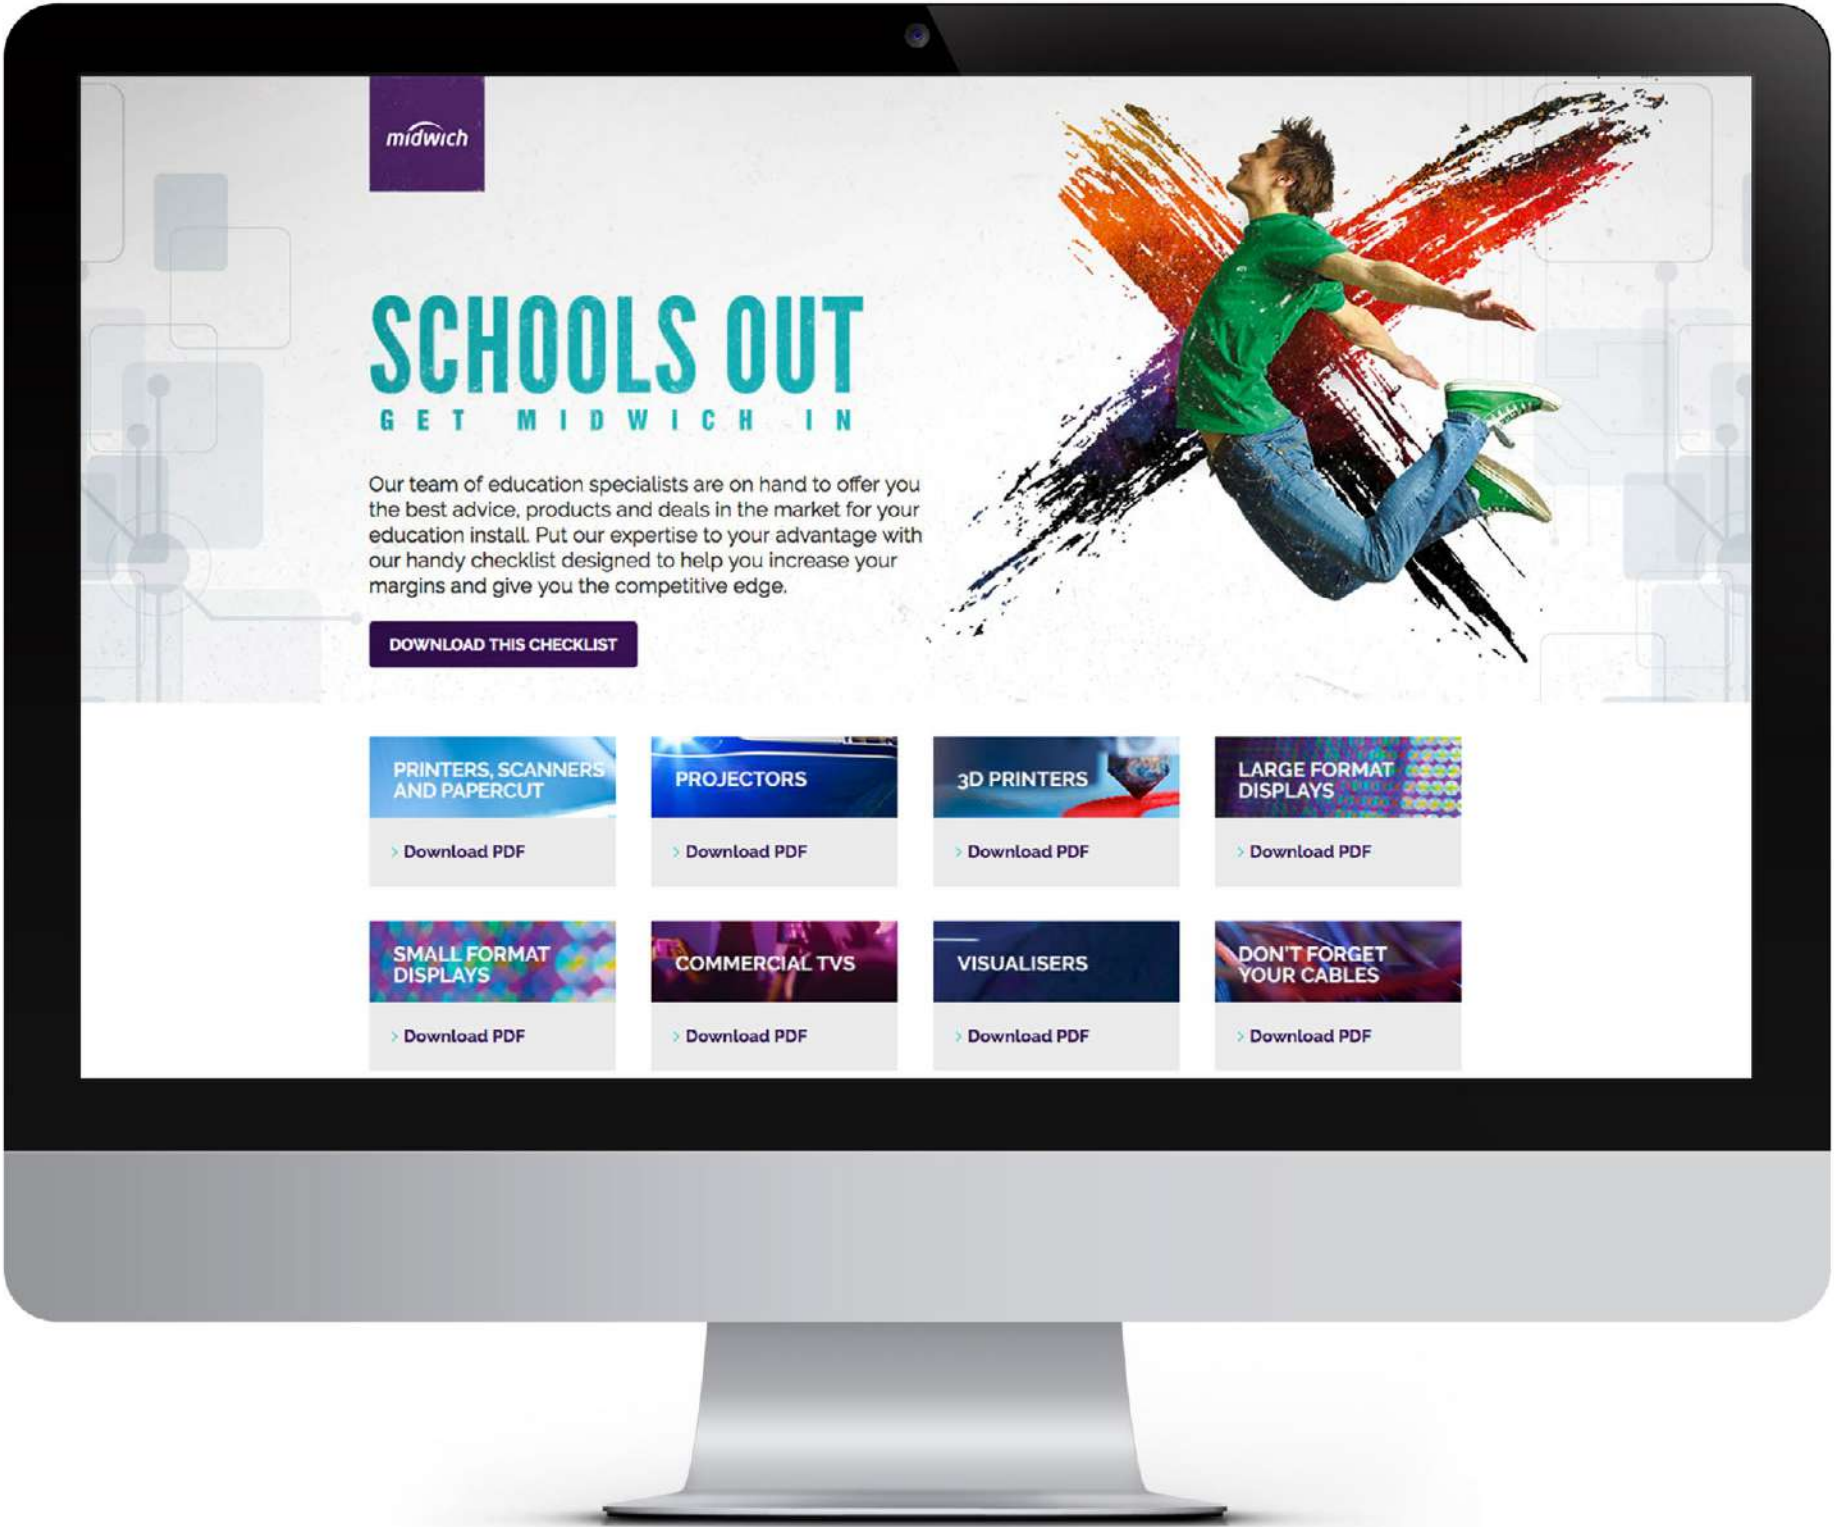 midwich
SCHOOLS OUT
GET MIDWICH IN
Our team of education specialists are on hand to offer you
the best advice, products and deals in the market for your
education install. Put our expertise to your advantage with
our handy checklist designed to help you increase your
margins and give you the competitive edge.
DOWNLOAD THIS CHECKLIST
PRINTERS, SCANNERS
AND PAPERCUT
> Download PDF
PROJECTORS
> Download PDF
3D PRINTERS
> Download PDF
LARGE FORMAT
DISPLAYS
> Download PDF
SMALL FORMAT
DISPLAYS
> Download PDF
COMMERCIAL TVS
> Download PDF
VISUALISERS
> Download PDF
DON'T FORGET
YOUR CABLES
> Download PDF